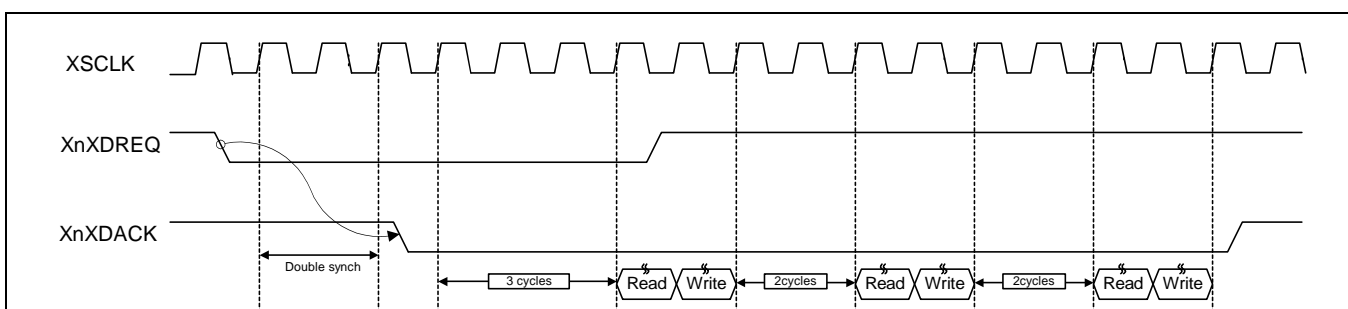 XSCLK
XnXDREQ
XnXDACK
Double synch
3 cycles
Read
Write
2cycles
Read
Write
2cycles
Read
Write